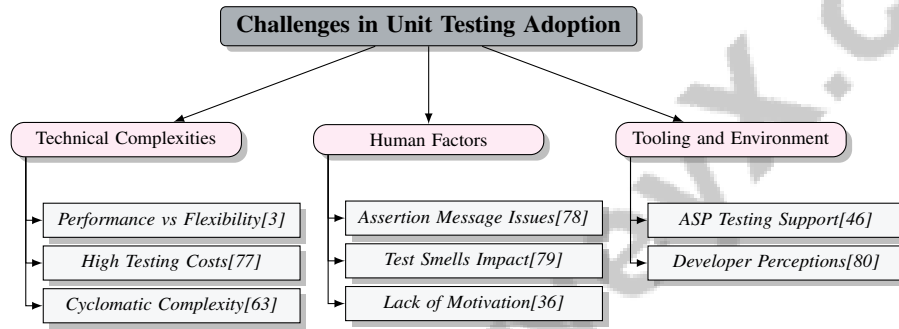 Challenges in Unit Testing Adoption
Technical Complexities
Performance vs Flexibility[3]
High Testing Costs[77]
Cyclomatic Complexity[63]
Human Factors
Assertion Message Issues[78]
Test Smells Impact[79]
Lack of Motivation[36]
Tooling and Environment
ASP Testing Support[46]
Developer Perceptions[80]